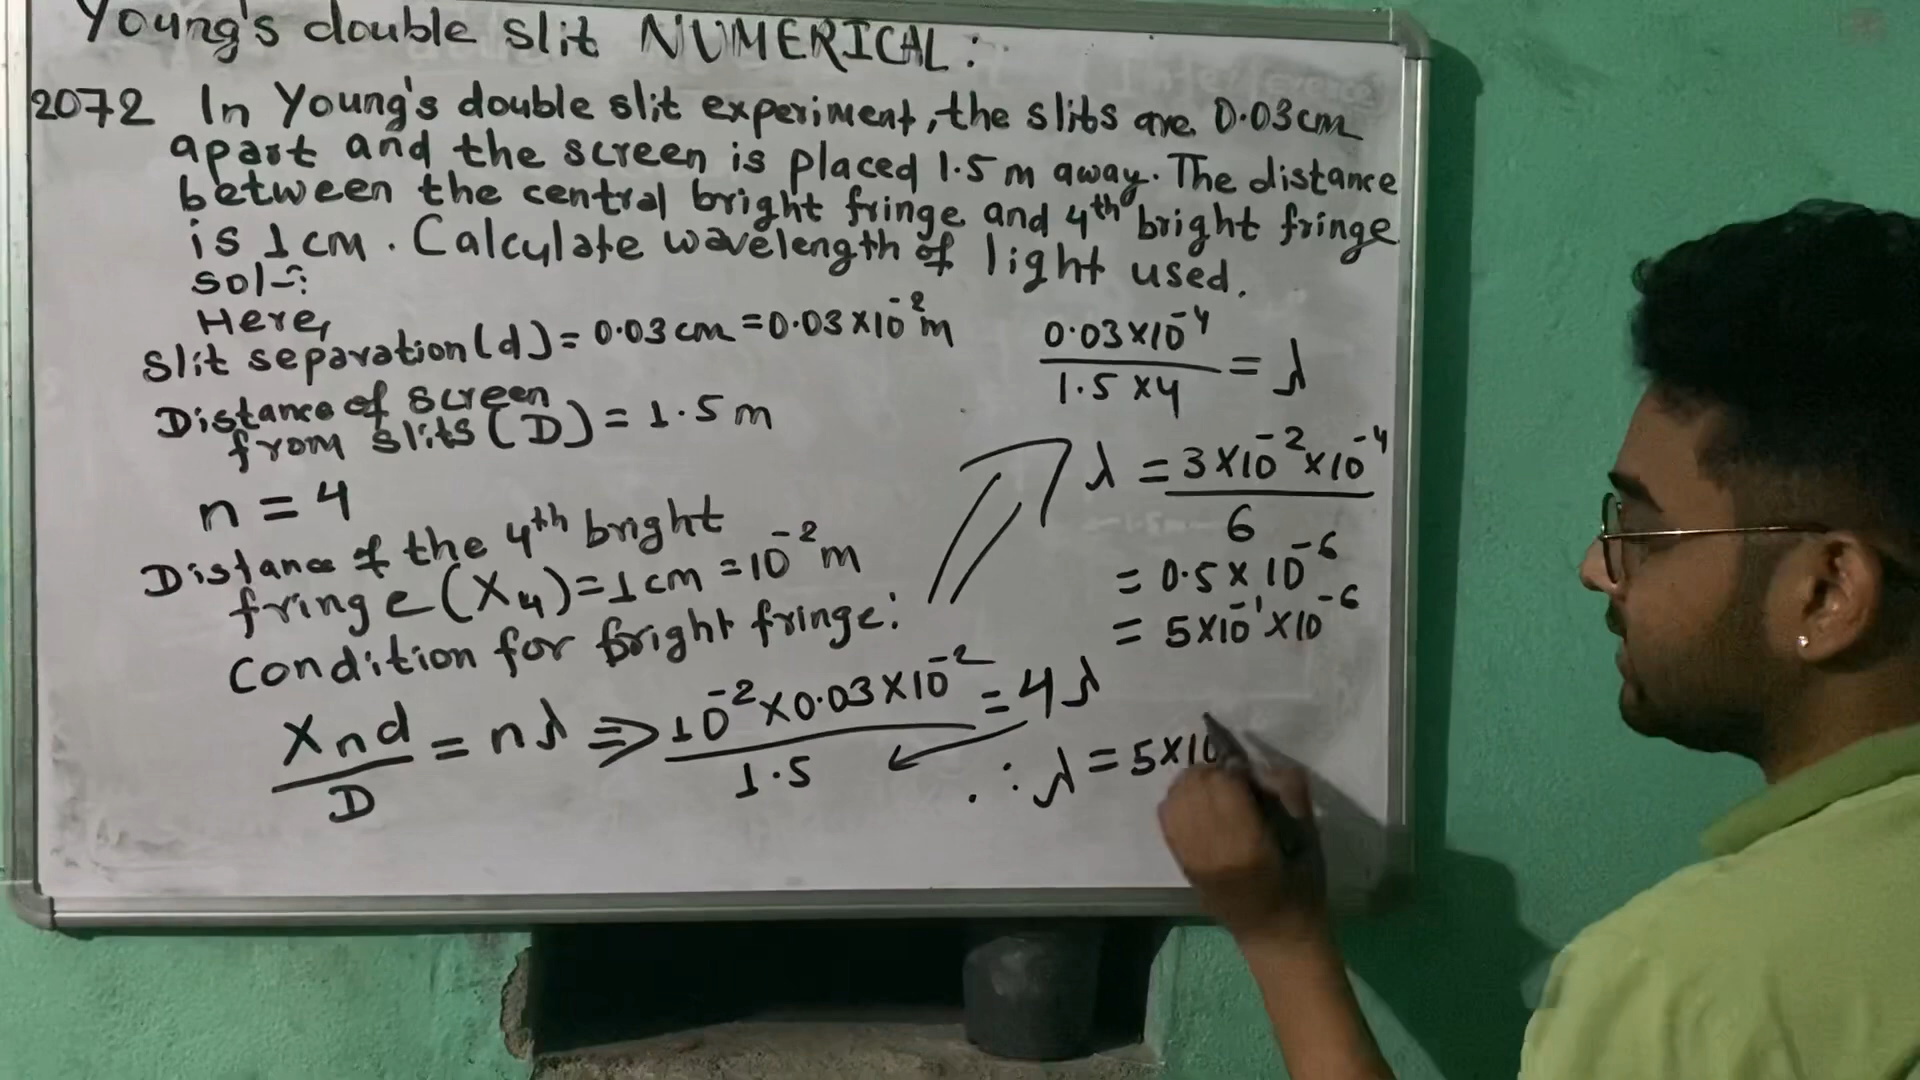 Young's double slit NUMERICAL:
2072 In Young's double slit experiment, the slits are 0.03cm
apart and the screen is placed 1.5 m away. The distance
between the central bright fringe and 4th bright fringe
is 1 cm. Calculate wavelength of light used.
Sol-:
Here,
Slit separation (d) = 0.03 cm = 0.03 × 10⁻² m
Distance of screen
from slits (D) = 1.5 m
n = 4
Distance of the 4th bright
fringe (X₄) = 1 cm = 10⁻² m
Condition for bright fringe:
Xₙd/D = nλ ⇒ 10⁻² × 0.03 × 10⁻²/1.5 = 4λ
0.03 × 10⁻⁴/1.5 × 4 = λ
λ = 3 × 10⁻² × 10⁻⁴/6
= 0.5 × 10⁻⁶
= 5 × 10⁻¹ × 10⁻⁶
∴ λ = 5 × 10